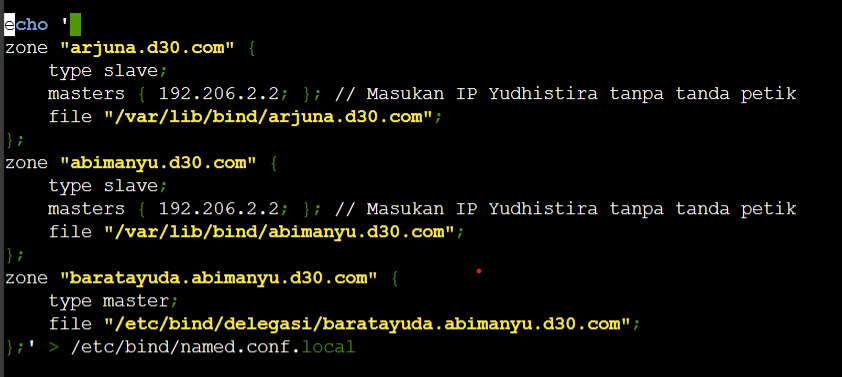 echo '
zone "arjuna.d30.com" {
    type slave;
    masters { 192.206.2.2; }; // Masukan IP Yudhistira tanpa tanda petik
    file "/var/lib/bind/arjuna.d30.com";
};
zone "abimanyu.d30.com" {
    type slave;
    masters { 192.206.2.2; }; // Masukan IP Yudhistira tanpa tanda petik
    file "/var/lib/bind/abimanyu.d30.com";
};
zone "baratayuda.abimanyu.d30.com" {
    type master;
    file "/etc/bind/delegasi/baratayuda.abimanyu.d30.com";
};' > /etc/bind/named.conf.local